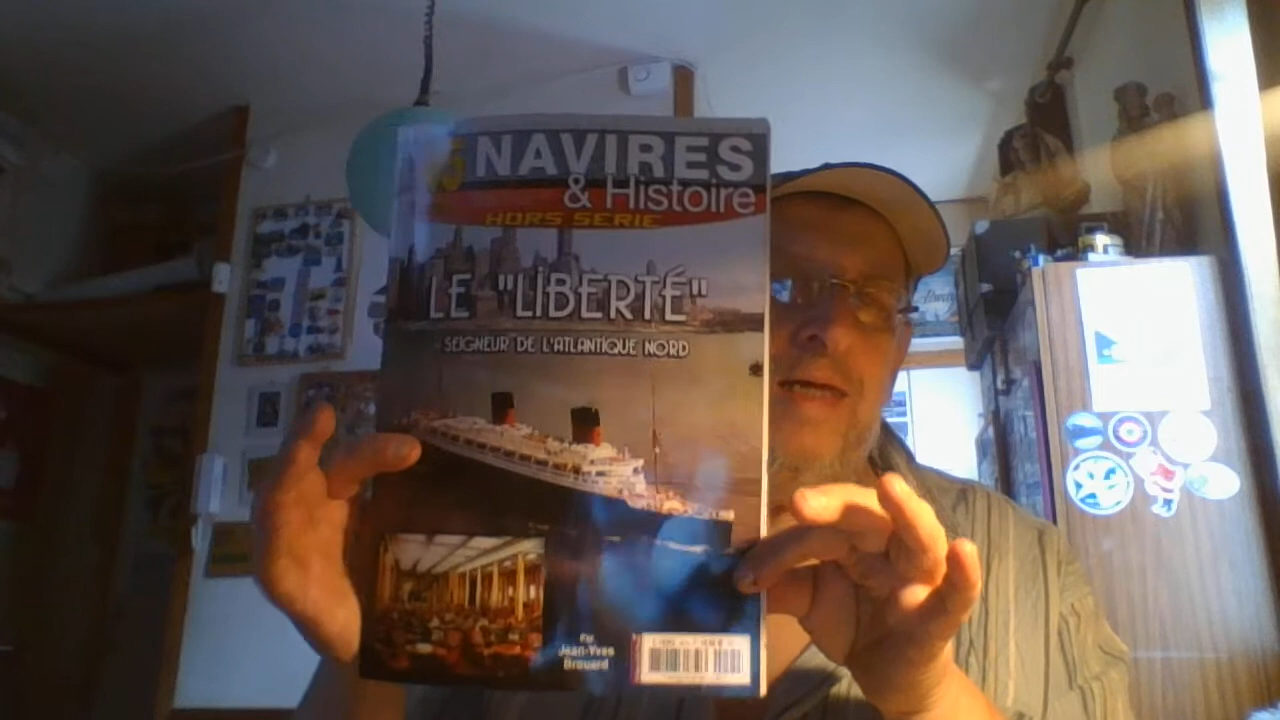 NAVIRES
& Histoire
HORS SERIE
LE "LIBERTÉ"
SEIGNEUR DE L'ATLANTIQUE NORD
Par
Jean-Yves
Brouard